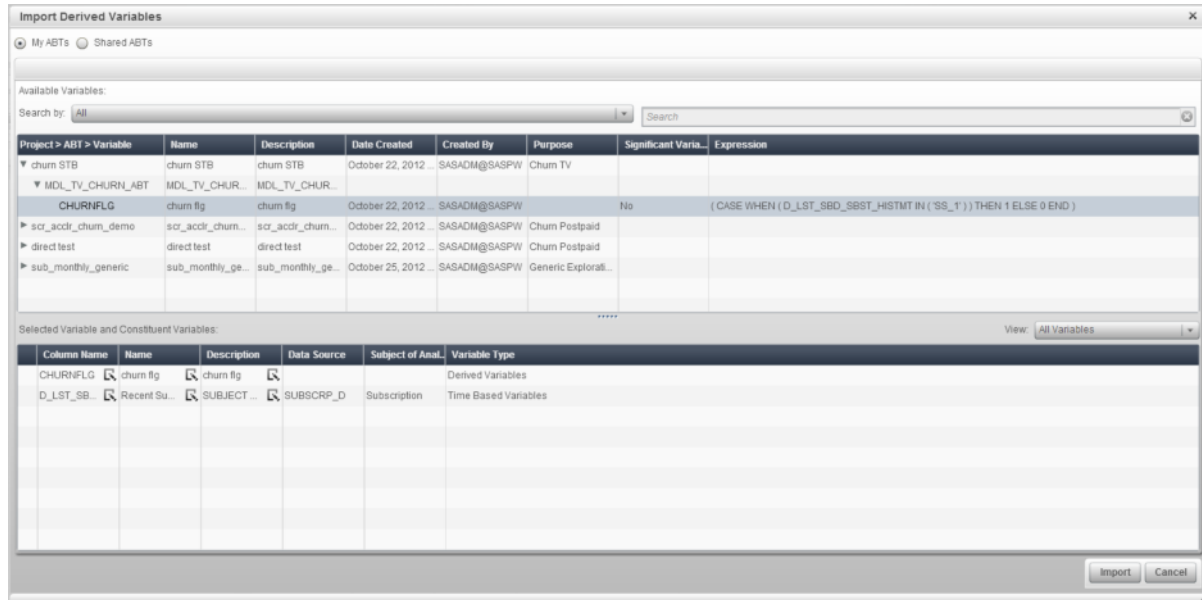 Import Derived Variables
My ABTs Shared ABTs
Available Variables:
Search by: All Search
Project > ABT > Variable Name Description Date Created Created By Purpose Significant Varia... Expression
churn STB churn STB churn STB October 22, 2012 ... SASADM@SASPW Churn TV
MDL_TV_CHURN_ABT MDL_TV_CHUR... MDL_TV_CHUR...
CHURNFLG churn flg churn flg October 22, 2012 ... SASADM@SASPW No ( CASE WHEN ( D_LST_SBD_SBST_HISTMT IN ( 'SS_1' ) ) THEN 1 ELSE 0 END )
scr_acclr_churn_demo scr_acclr_churn... scr_acclr_churn... October 22, 2012 ... SASADM@SASPW Churn Postpaid
direct test direct test direct test October 22, 2012 ... SASADM@SASPW Churn Postpaid
sub_monthly_generic sub_monthly_ge... sub_monthly_ge... October 25, 2012 ... SASADM@SASPW Generic Explorati...
Selected Variable and Constituent Variables: View: All Variables
Column Name Name Description Data Source Subject of Anal... Variable Type
CHURNFLG churn flg churn flg Derived Variables
D_LST_SB... Recent Su... SUBJECT ... SUBSCRP_D Subscription Time Based Variables
Import Cancel